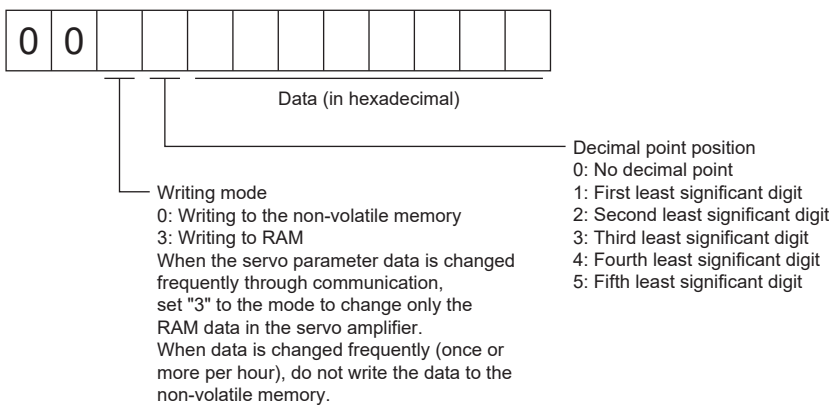 0 0
Data (in hexadecimal)
Decimal point position
0: No decimal point
1: First least significant digit
2: Second least significant digit
3: Third least significant digit
4: Fourth least significant digit
5: Fifth least significant digit
Writing mode
0: Writing to the non-volatile memory
3: Writing to RAM
When the servo parameter data is changed
frequently through communication,
set "3" to the mode to change only the
RAM data in the servo amplifier.
When data is changed frequently (once or
more per hour), do not write the data to the
non-volatile memory.